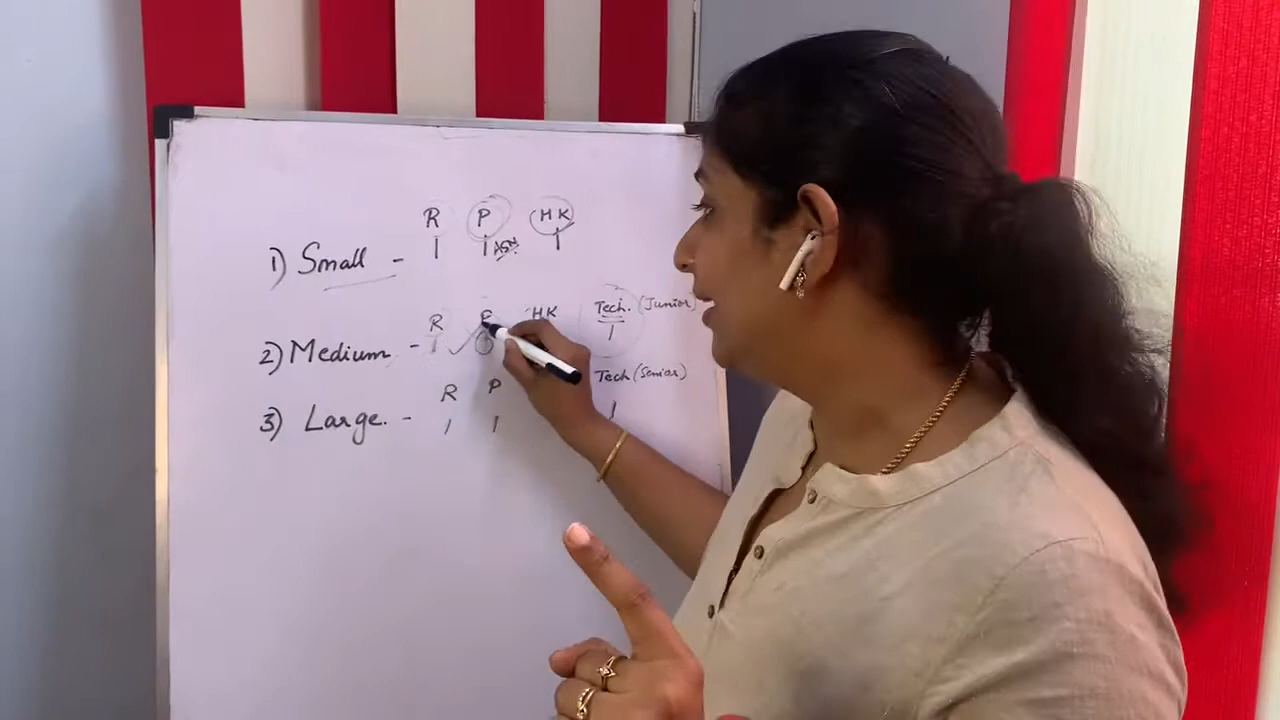 R P HK
1) Small - 1 1 ASN. 1
R P HK Tech. (Junior)
2) Medium - 1 1
R P Tech (Senior)
3) Large. - 1 1 1